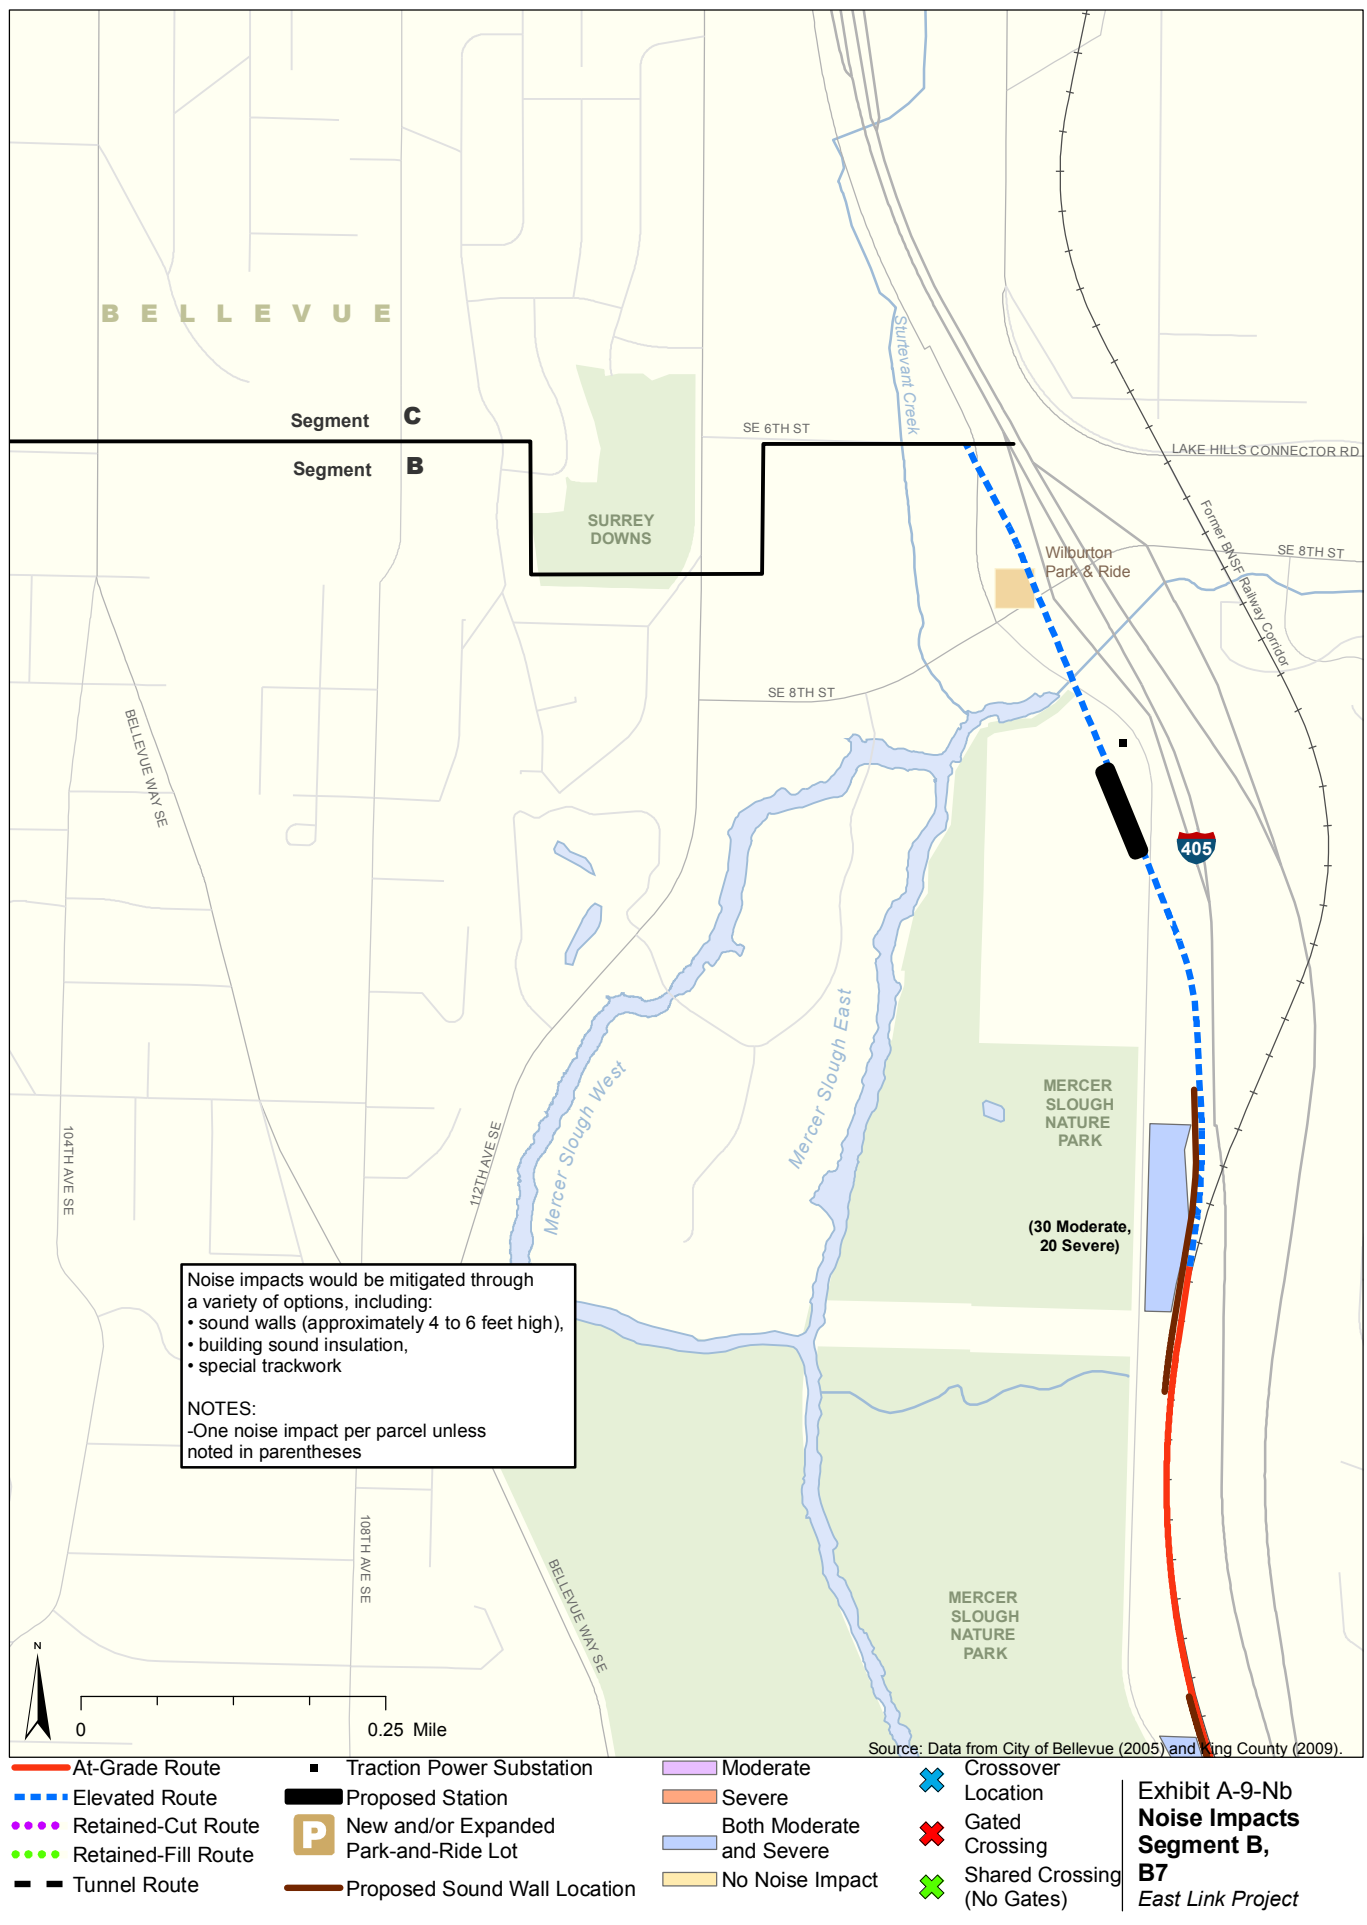 BELLEVUE
Segment C
Segment B
SURREY
DOWNS
SE 6TH ST
Sturtevant Creek
LAKE HILLS CONNECTOR RD
Former BNSF Railway Corridor
SE 8TH ST
Wilburton
Park & Ride
SE 8TH ST
BELLEVUE WAY SE
405
Mercer Slough West
Mercer Slough East
MERCER
SLOUGH
NATURE
PARK
104TH AVE SE
112TH AVE SE
(30 Moderate,
20 Severe)
Noise impacts would be mitigated through
a variety of options, including:
• sound walls (approximately 4 to 6 feet high),
• building sound insulation,
• special trackwork
NOTES:
-One noise impact per parcel unless
noted in parentheses
108TH AVE SE
BELLEVUE WAY SE
MERCER
SLOUGH
NATURE
PARK
N
0 0.25 Mile
Source: Data from City of Bellevue (2005) and King County (2009).
At-Grade Route
Elevated Route
Retained-Cut Route
Retained-Fill Route
Tunnel Route
Traction Power Substation
Proposed Station
P
New and/or Expanded
Park-and-Ride Lot
Proposed Sound Wall Location
Moderate
Severe
Both Moderate
and Severe
No Noise Impact
Crossover
Location
Gated
Crossing
Shared Crossing
(No Gates)
Exhibit A-9-Nb
Noise Impacts
Segment B,
B7
East Link Project